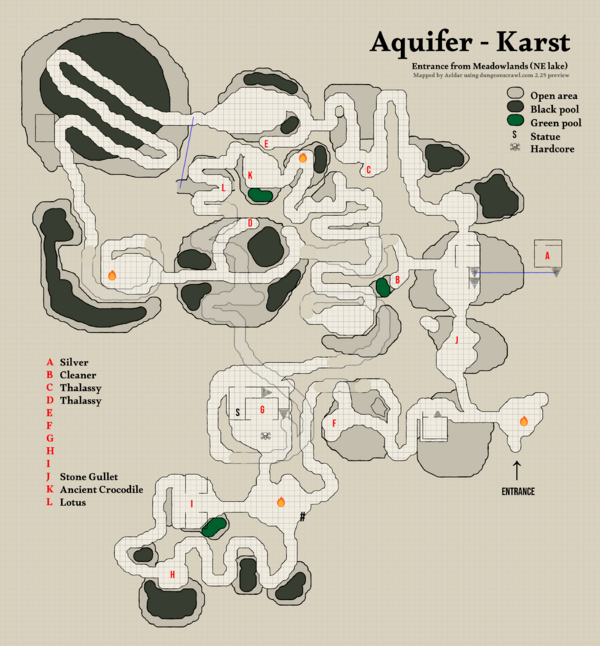 Aquifer - Karst
Entrance from Meadowlands (NE lake)
Mapped by Aeldar using dungeonscrawl.com 2.25 preview
Open area
Black pool
Green pool
S Statue
Hardcore
E
K
C
L
D
A
B
J
S
G
F
ENTRANCE
I
#
H
A Silver
B Cleaner
C Thalassy
D Thalassy
E
F
G
H
I
J Stone Gullet
K Ancient Crocodile
L Lotus